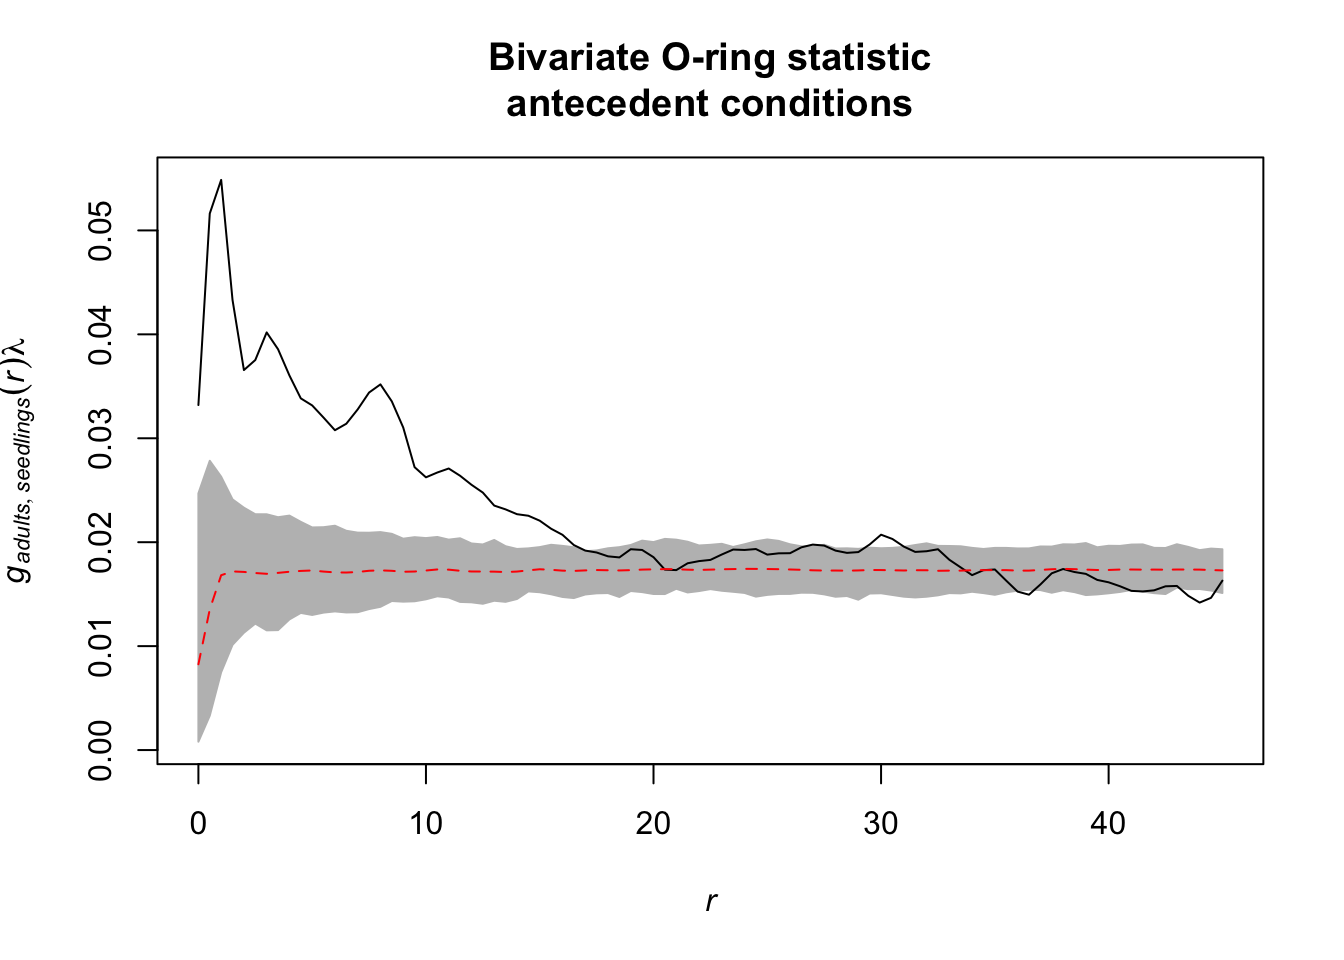 Bivariate O-ring statistic
antecedent conditions
g adults, seedlings (r)λ
0.05
0.04
0.03
0.02
0.01
0.00
0 10 20 30 40
r